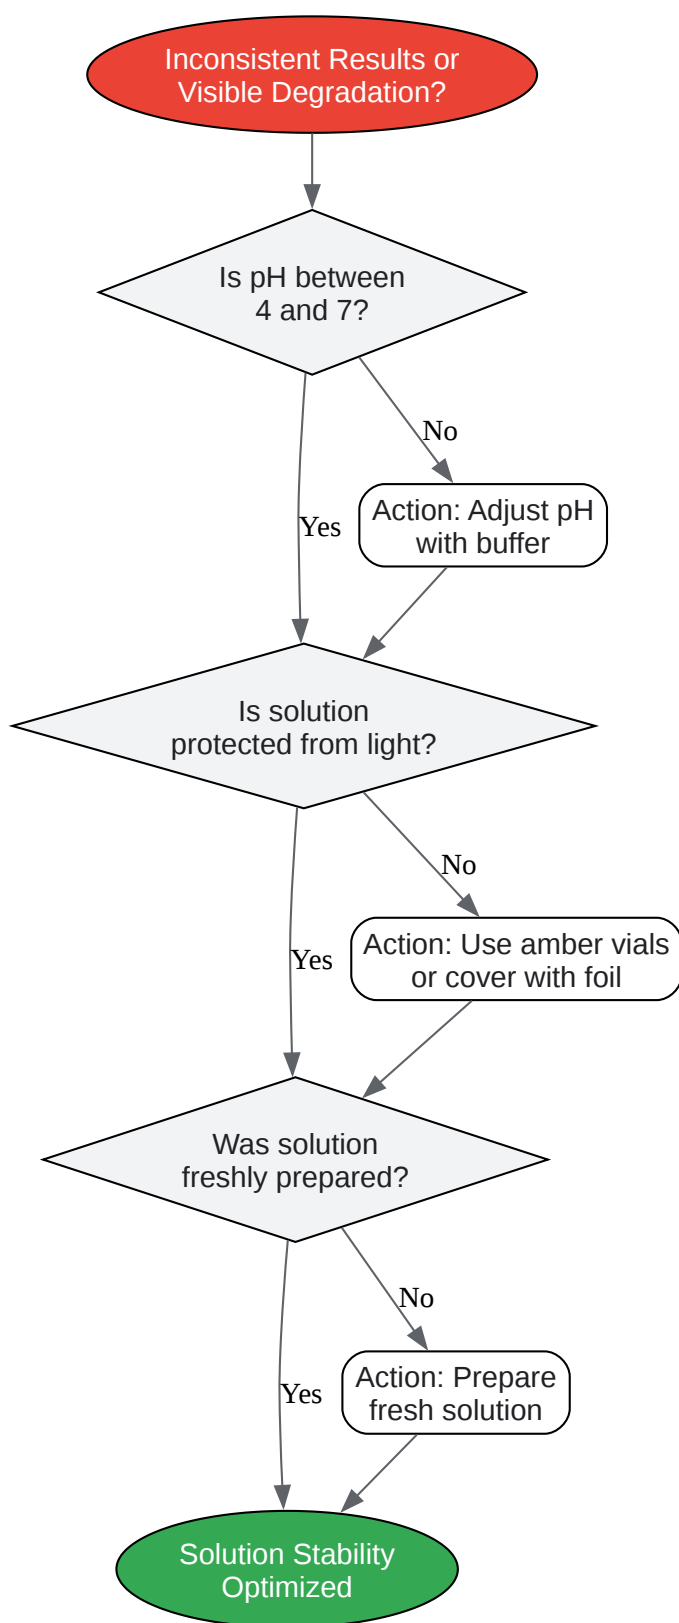 Inconsistent Results or
Visible Degradation?
Is pH between
4 and 7?
No
Yes
Action: Adjust pH
with buffer
Is solution
protected from light?
No
Yes
Action: Use amber vials
or cover with foil
Was solution
freshly prepared?
No
Yes
Action: Prepare
fresh solution
Solution Stability
Optimized